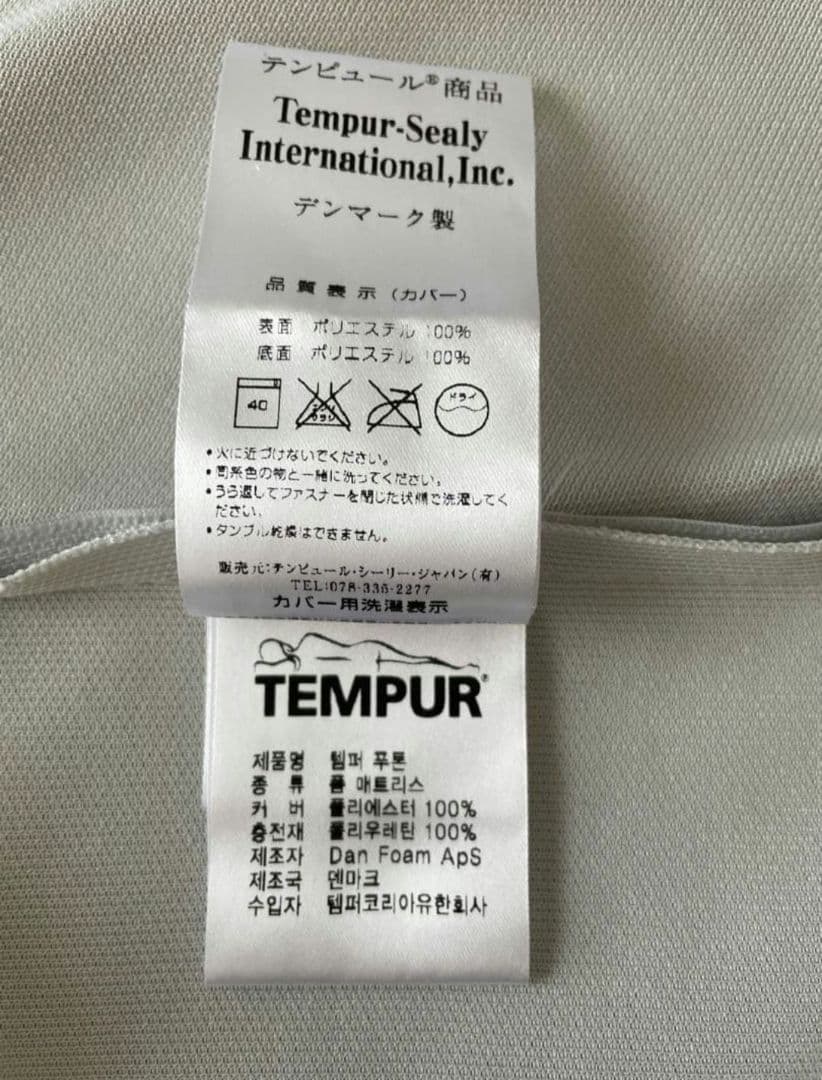 テンピュール®商品
Tempur-Sealy
International,Inc.
デンマーク製
品質表示（カバー）
表面 ポリエステル 100%
底面 ポリエステル 100%
40 エンソ カラシ ドライ
•火に近づけないでください。
•同系色の物と一緒に洗ってください。
•うら返してファスナーを閉じた状態で洗濯してく
ださい。
•タンブル乾燥はできません。
販売元:テンピュール・シーリー・ジャパン(有)
TEL:078-336-2277
カバー用洗濯表示
TEMPUR®
제품명 템퍼 푸톤
종 류 폼 매트리스
커 버 폴리에스터 100%
충전재 폴리우레탄 100%
제조자 Dan Foam ApS
제조국 덴마크
수입자 템퍼코리아유한회사